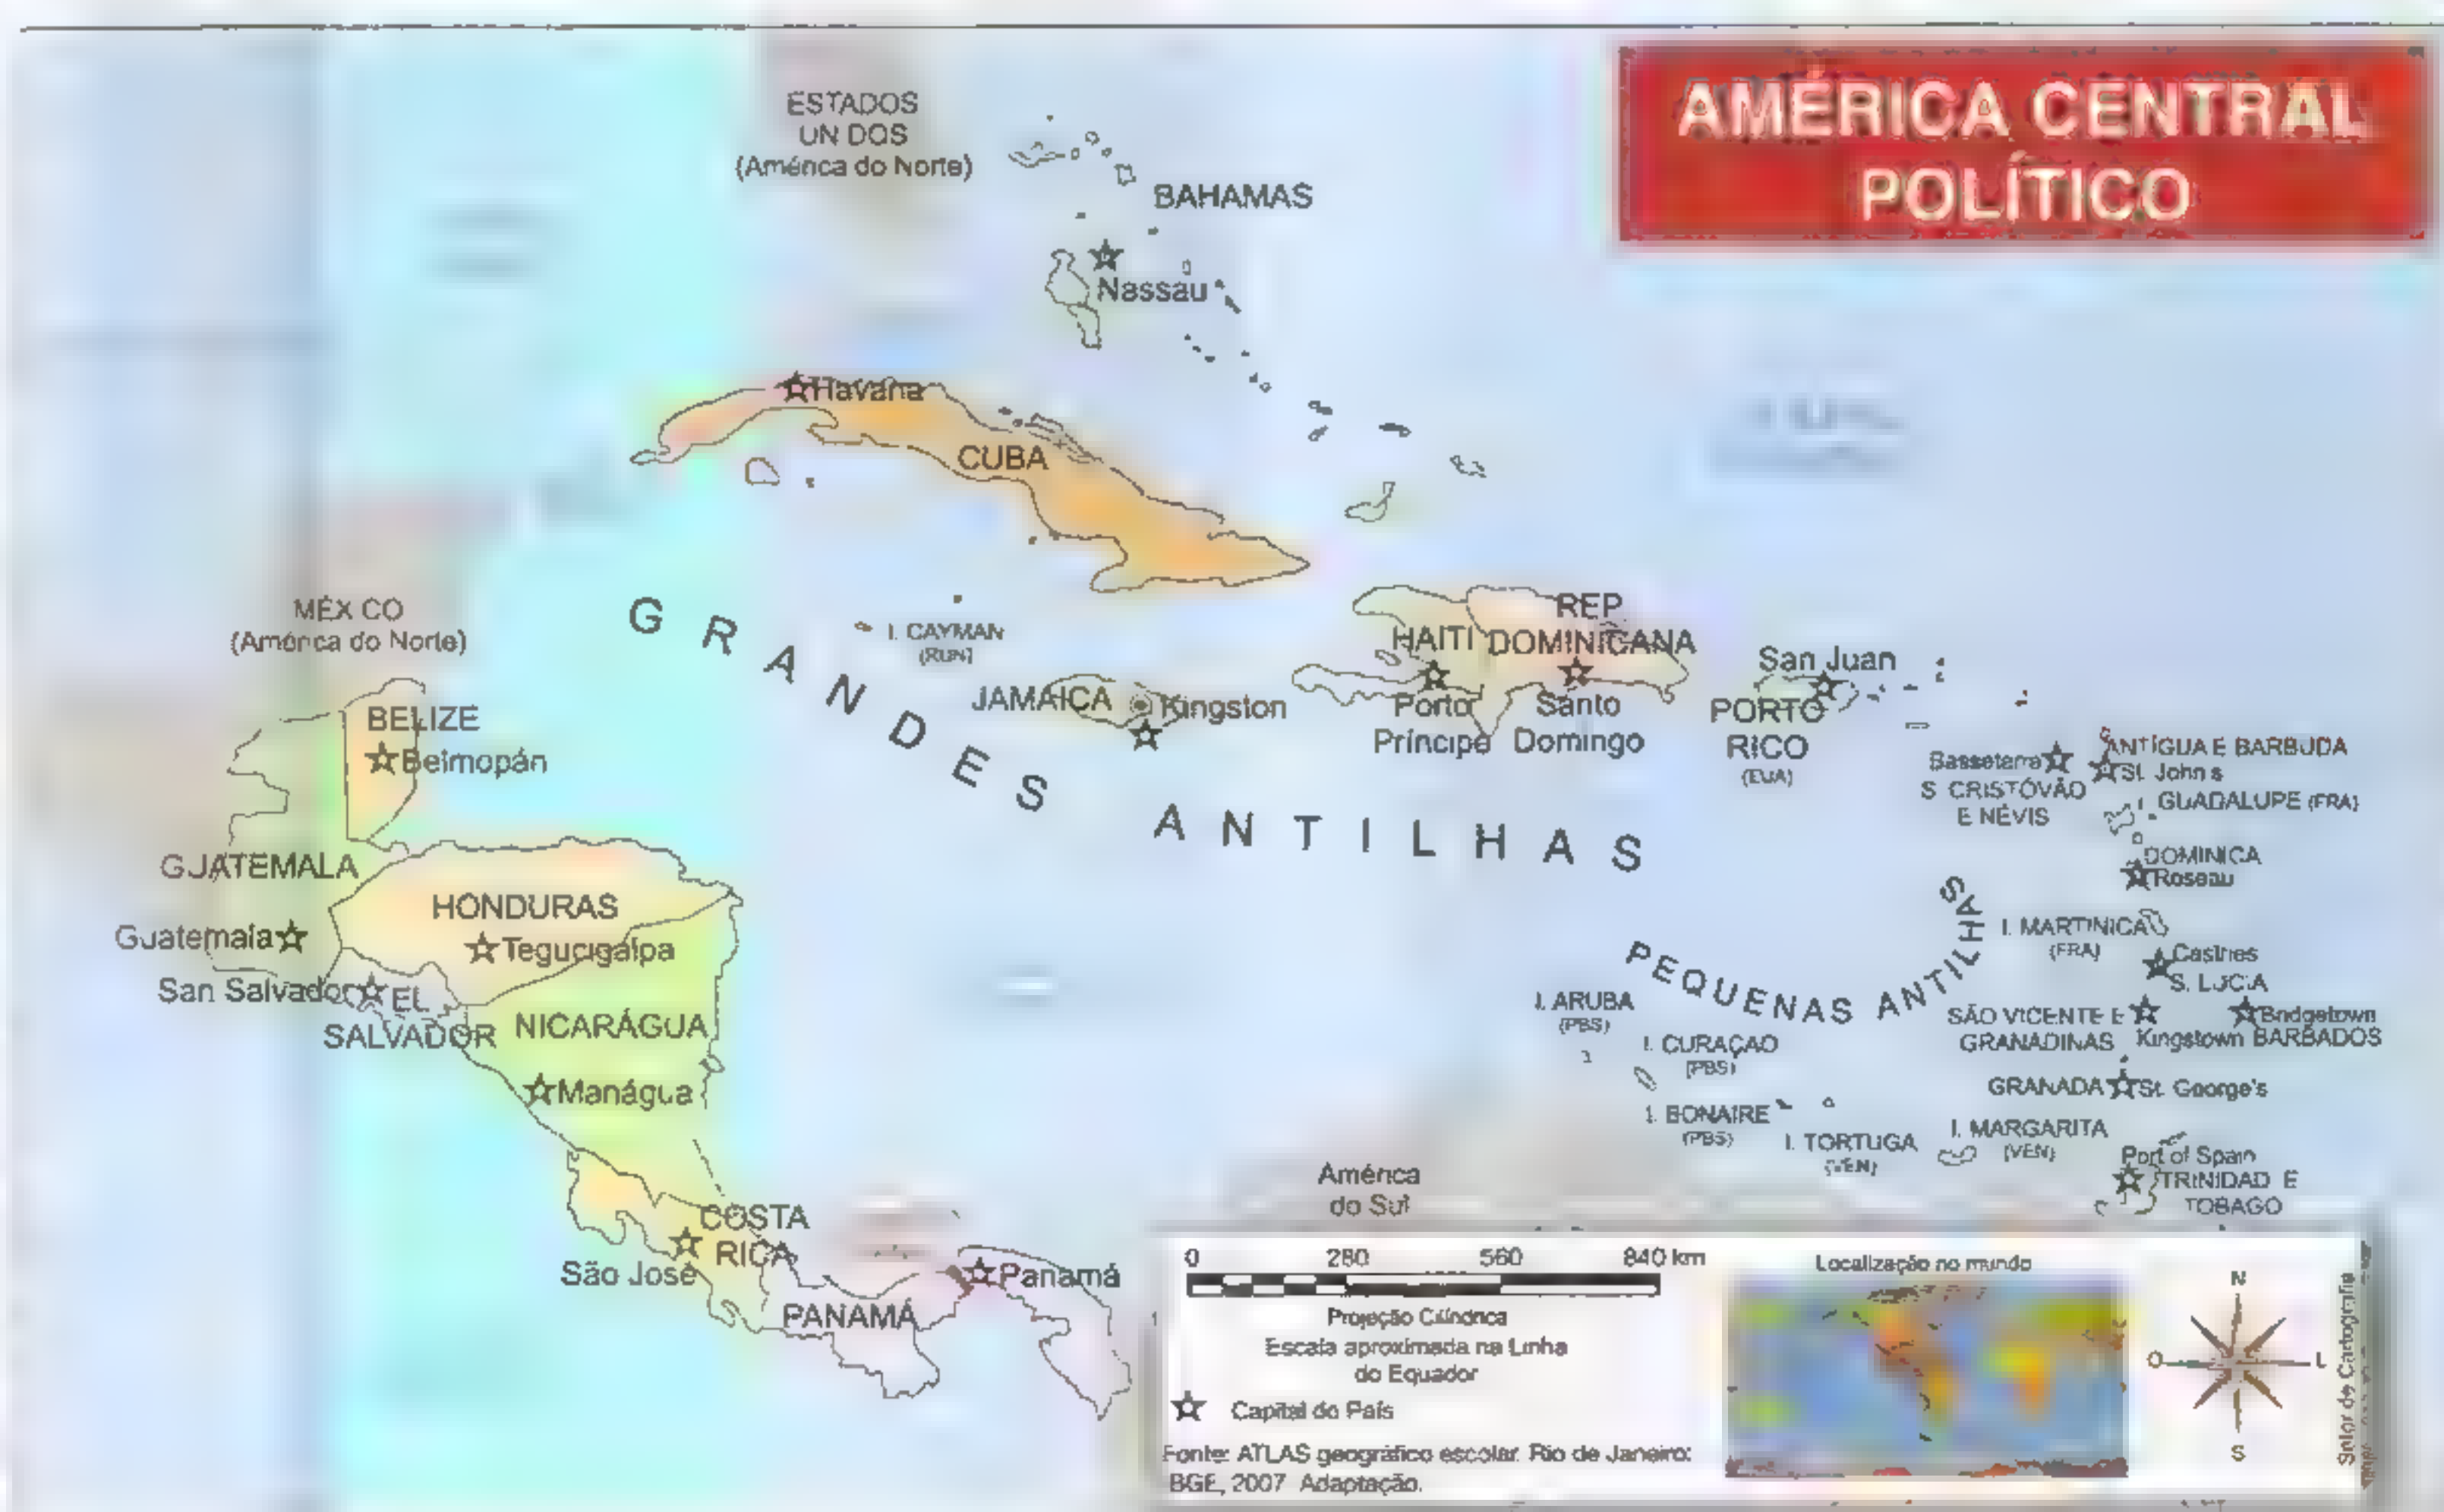 AMÉRICA CENTRAL
POLÍTICO
ESTADOS
UN DOS
(América do Norte)
BAHAMAS
Nassau
Havana
CUBA
MÉX CO
(América do Norte)
G R A N D E S A N T I L H A S
I. CAYMAN
(RUN)
JAMAICA
Kingston
HAITI
Porto
Príncipe
REP
DOMINICANA
Santo
Domingo
San Juan
PORTO
RICO
(EUA)
BELIZE
Belmopán
GUATEMALA
Guatemala
HONDURAS
Tegucigalpa
San Salvador
EL
SALVADOR
NICARÁGUA
Manágua
COSTA
RICA
São José
Panamá
PANAMÁ
Basseterra
S CRISTÓVÃO
E NÉVIS
ANTÍGUA E BARBUDA
St. John s
I. GUADALUPE (FRA)
DOMINICA
Roseau
I. MARTINICA
(FRA)
Castries
S. LÚCIA
PEQUENAS ANTILHAS
SÃO VICENTE E
GRANADINAS
Kingstown
Bridgetown
BARBADOS
GRANADA
St. George's
I. ARUBA
(PBS)
I. CURAÇAO
(PBS)
I. BONAIRE
(PBS)
I. TORTUGA
(VEN)
I. MARGARITA
(VEN)
Port of Spain
TRINIDAD E
TOBAGO
América
do Sul
0 280 560 840 km
Projeção Cilíndrica
Escala aproximada na Linha
do Equador
Capital do País
Fonte: ATLAS geográfico escolar. Rio de Janeiro:
BGE, 2007 Adaptação.
Localização no mundo
N
O L
S
Setor de Cartografia